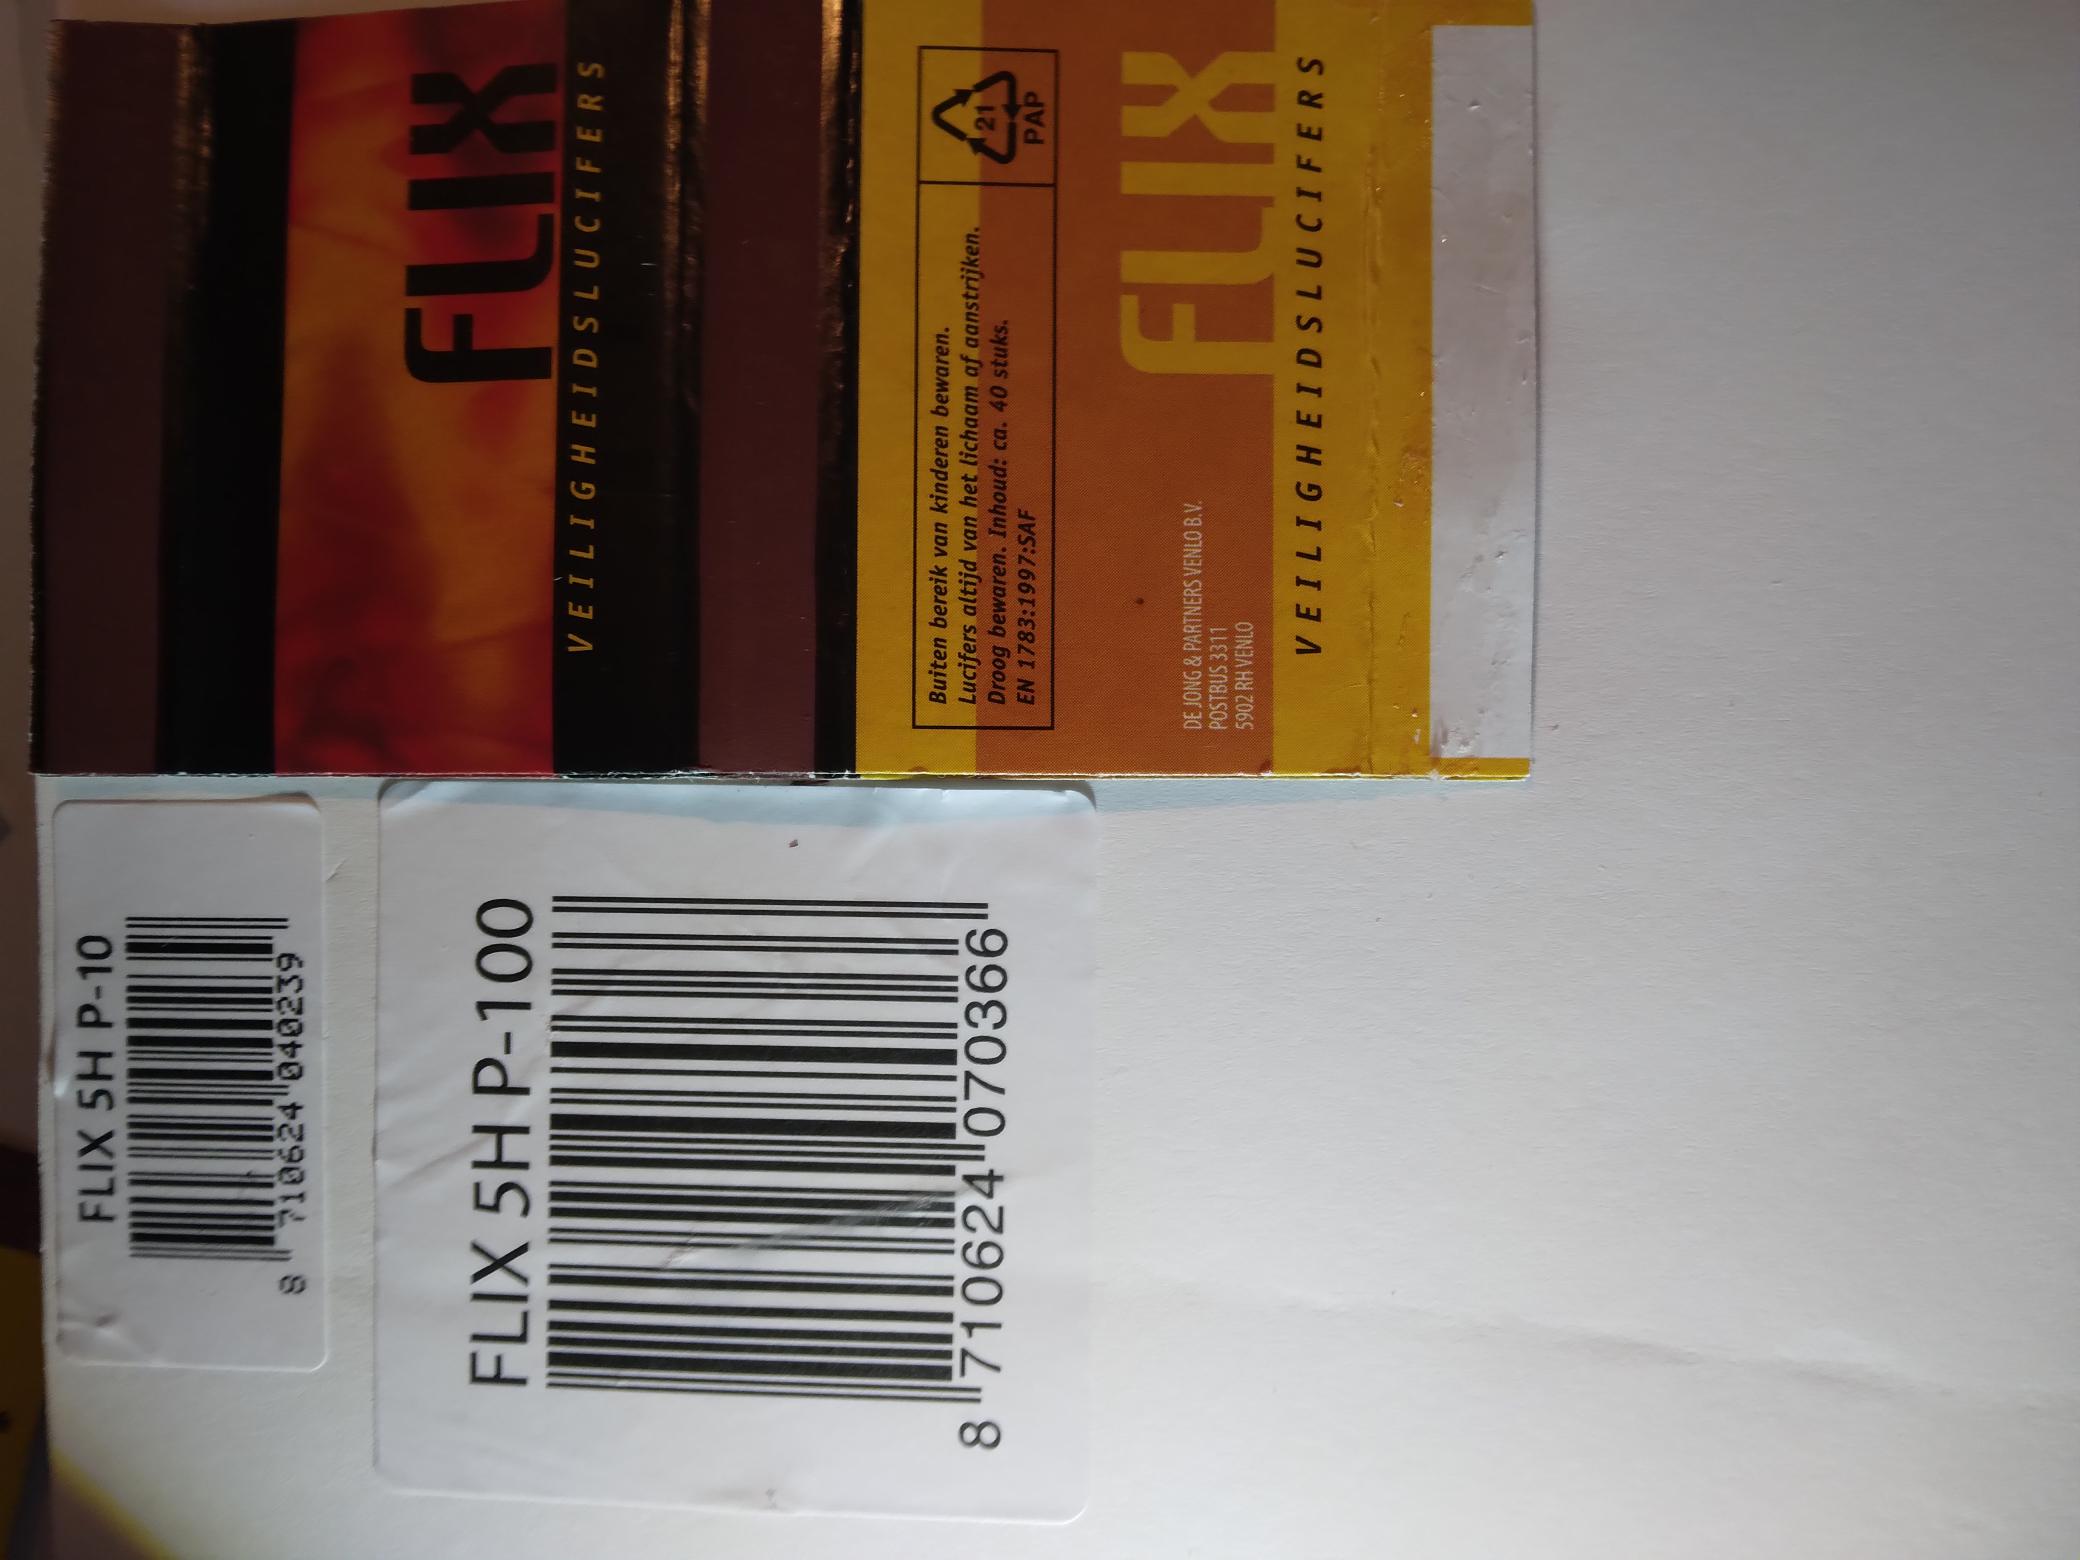 FLIX
VEILIGHEIDSLUCIFERS
Buiten bereik van kinderen bewaren.
Lucifers altijd van het lichaam af aanstrijken.
Droog bewaren. Inhoud: ca. 40 stuks.
EN 1783:1997:SAF
21
PAP
FLIX
DE JONG & PARTNERS VENLO B.V.
POSTBUS 3311
5902 RH VENLO
VEILIGHEIDSLUCIFERS
FLIX 5H P-10
8 710624 040239
FLIX 5H P-100
8 710624 070366